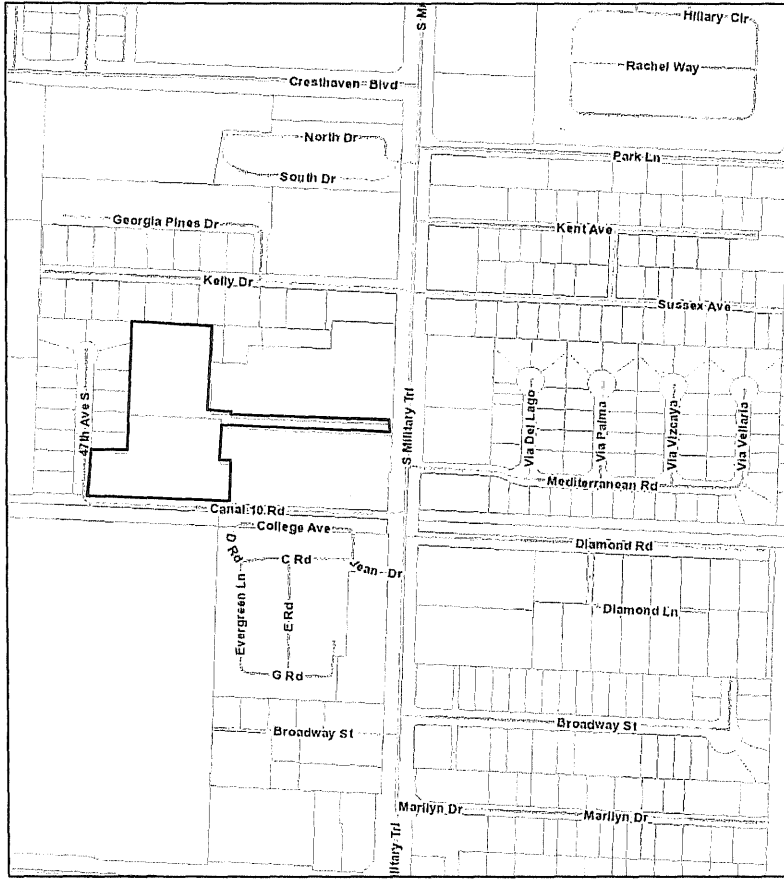 Hillary Cir
S Mi
Rachel Way
Cresthaven Blvd
North Dr
Park Ln
South Dr
Georgia Pines Dr
Kent Ave
Kelly Dr
Sussex Ave
47th Ave S
S Military Trl
Via Del Lago
Via Palma
Via Vizcaya
Via Vellaria
Mediterranean Rd
Canal 10 Rd
College Ave
D Rd
C Rd
Jean Dr
Diamond Rd
Evergreen Ln
E Rd
Diamond Ln
G Rd
Broadway St
Broadway St
Marilyn Dr
Marilyn Dr
ilitary Trl